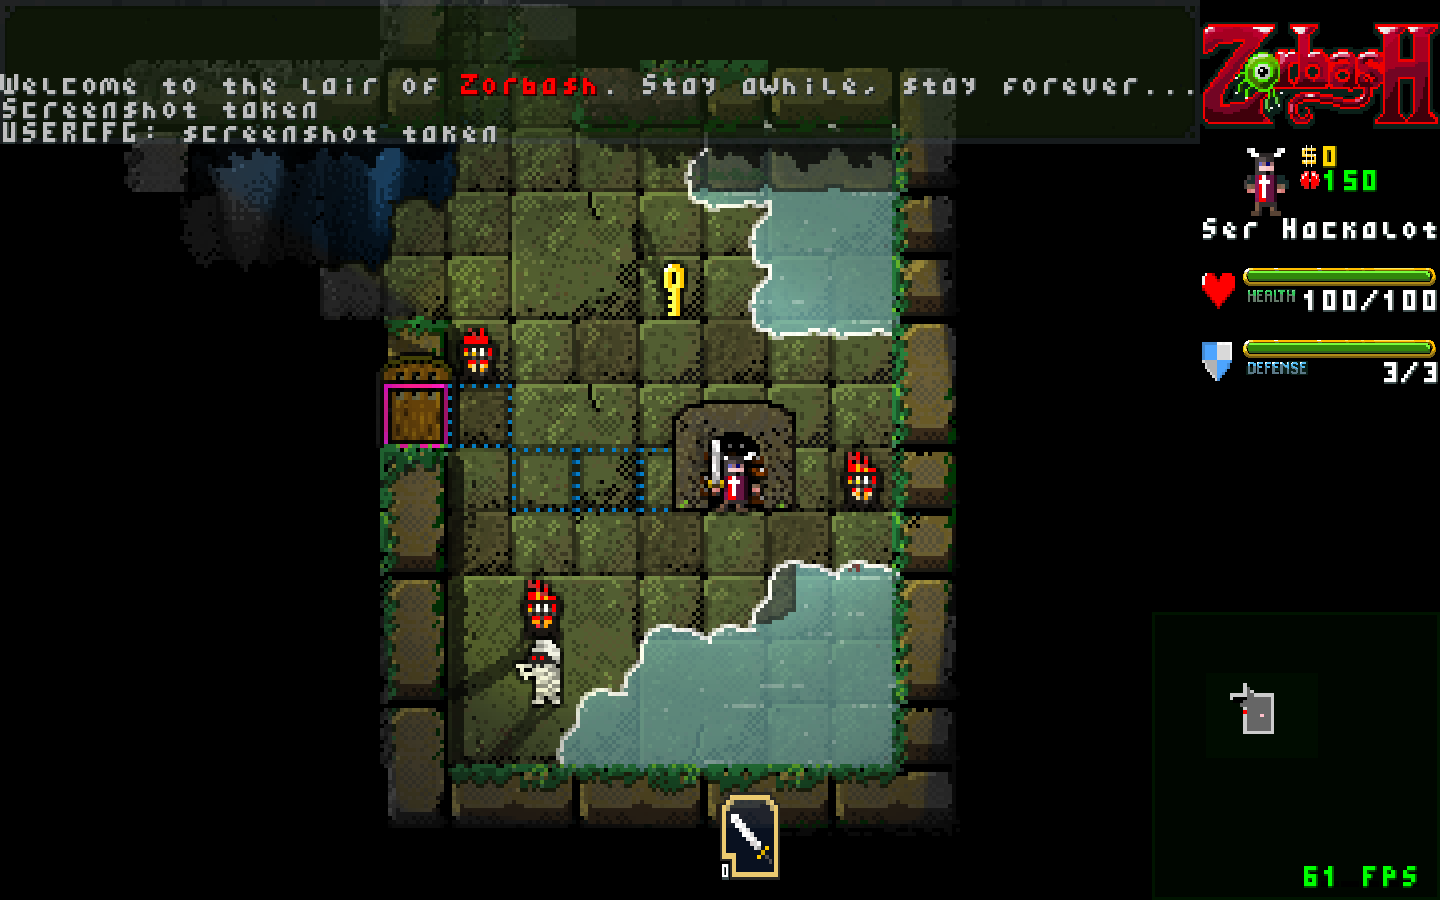 Welcome to the lair of Zorbash. Stay awhile, stay forever...
Screenshot taken
USERCFG: screenshot taken
ZorbasH
$0
150
Ser Hackalot
HEALTH 100/100
DEFENSE 3/3
0
61 FPS